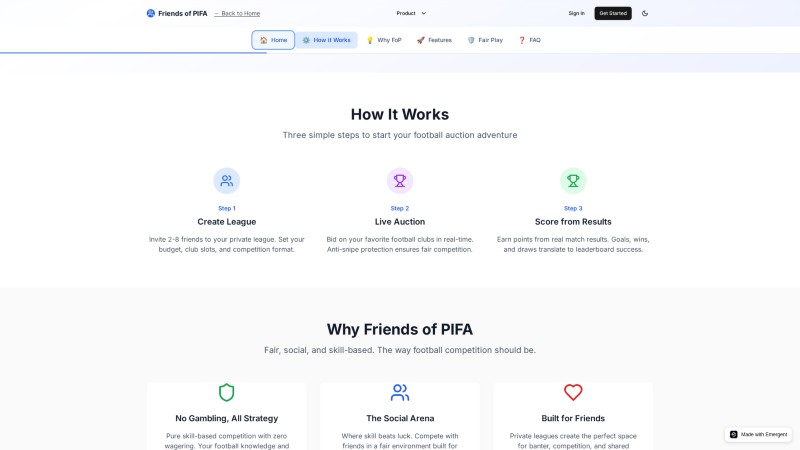 Friends of PIFA
← Back to Home
Product
Sign in
Get Started
Home
How it Works
Why FoP
Features
Fair Play
FAQ
How It Works
Three simple steps to start your football auction adventure
Step 1
Create League
Invite 2-8 friends to your private league. Set your
budget, club slots, and competition format.
Step 2
Live Auction
Bid on your favorite football clubs in real-time.
Anti-snipe protection ensures fair competition.
Step 3
Score from Results
Earn points from real match results. Goals, wins,
and draws translate to leaderboard success.
Why Friends of PIFA
Fair, social, and skill-based. The way football competition should be.
No Gambling, All Strategy
Pure skill-based competition with zero
wagering. Your football knowledge and
The Social Arena
Where skill beats luck. Compete with
friends in a fair environment built for
Built for Friends
Private leagues create the perfect space
for banter, competition, and shared
Made with Emergent